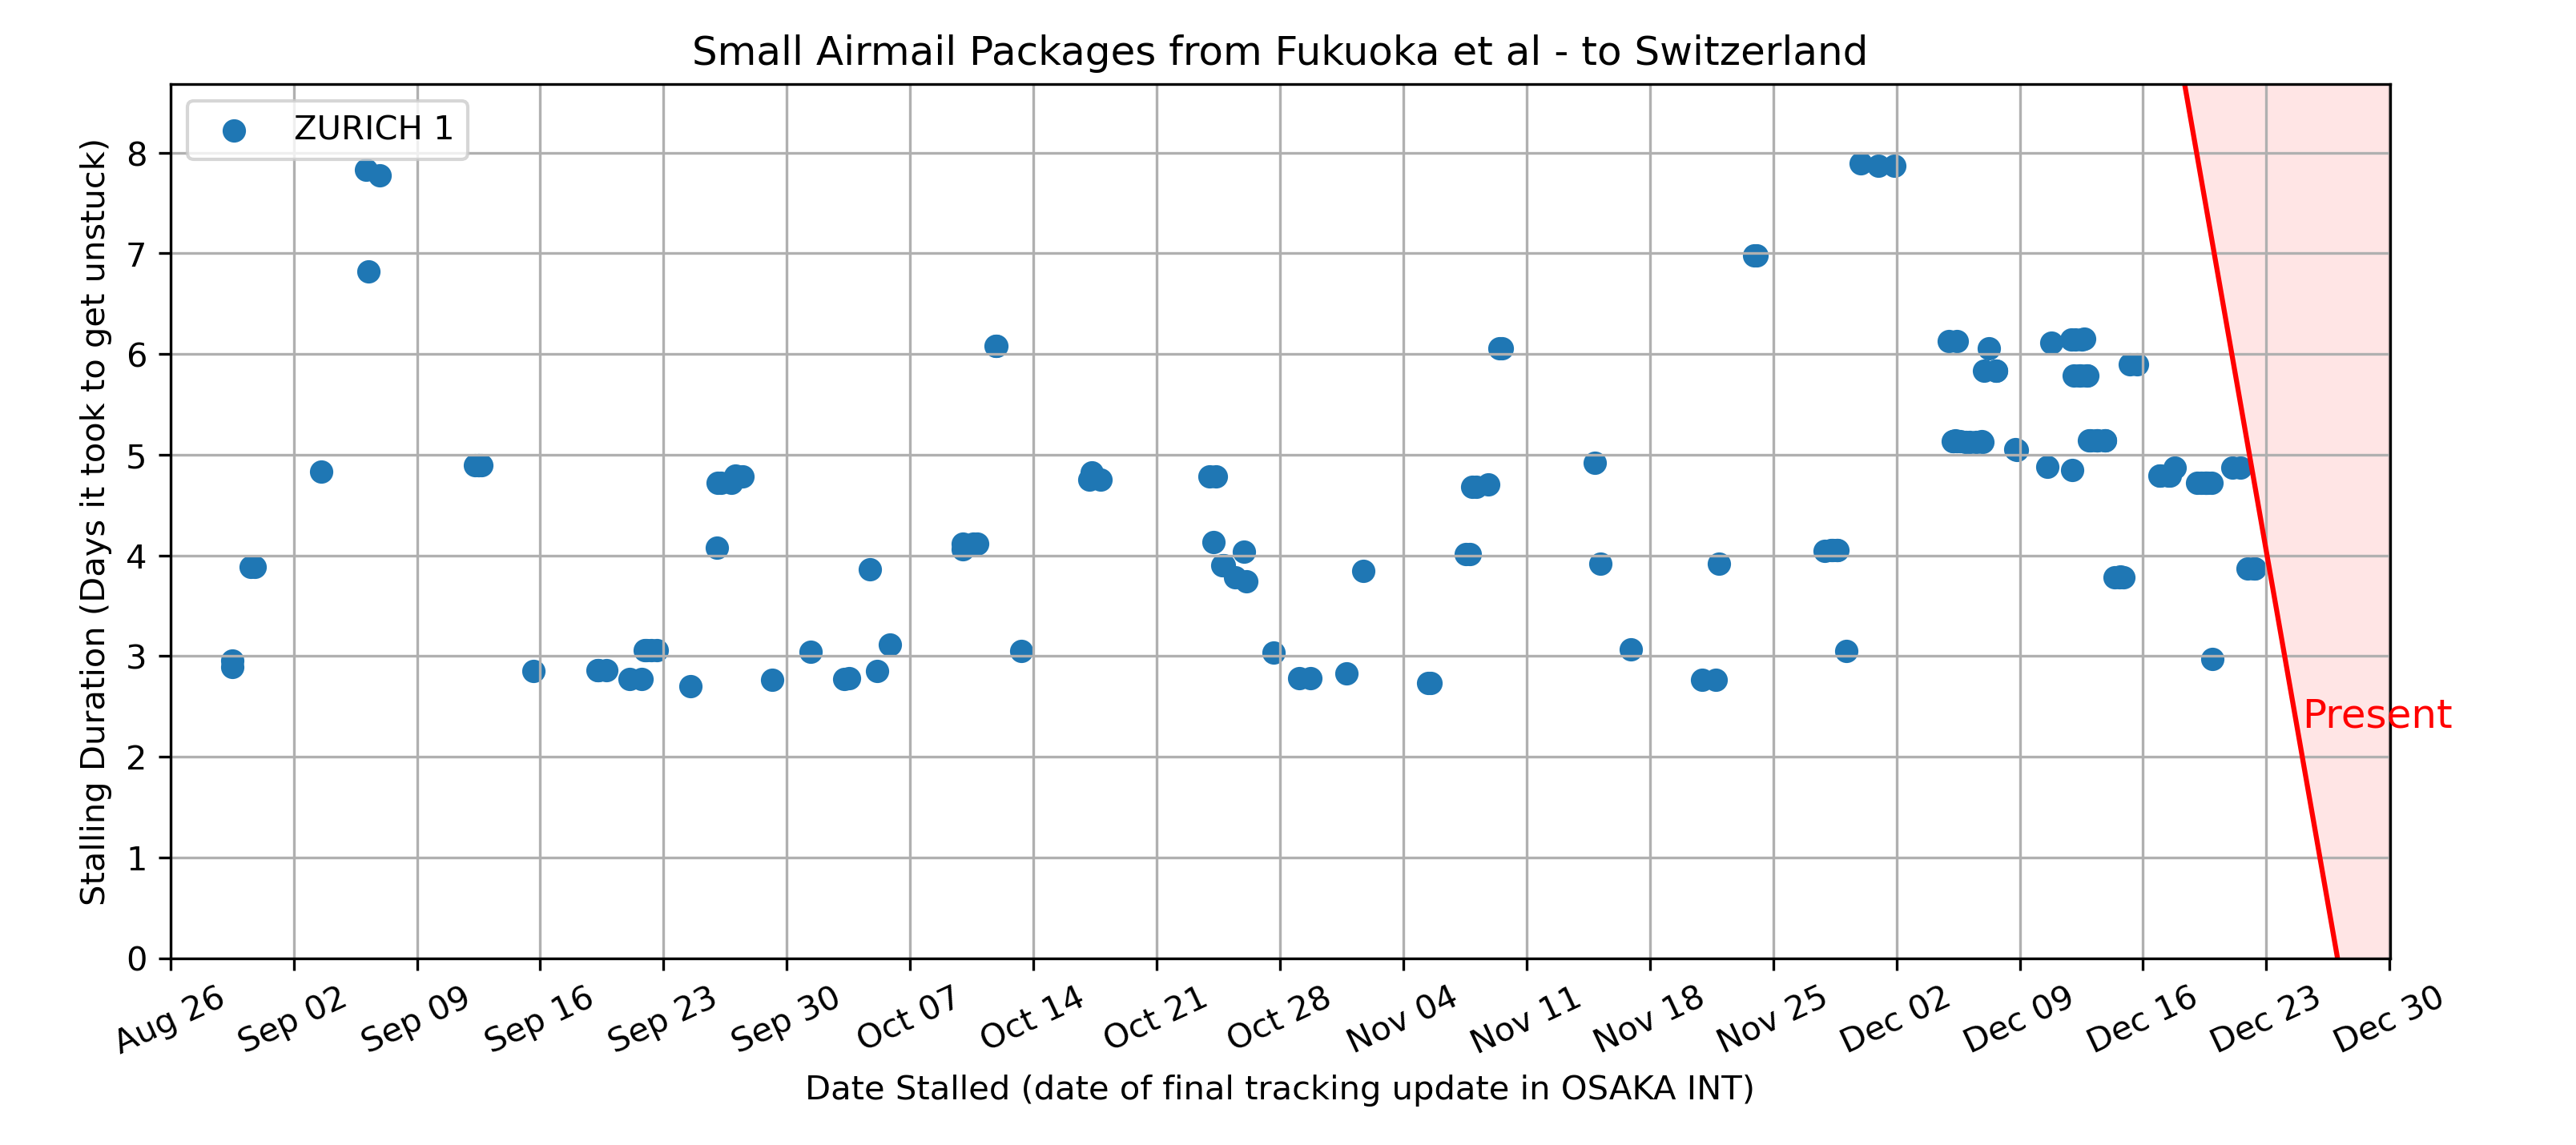 Small Airmail Packages from Fukuoka et al - to Switzerland
ZURICH 1
Stalling Duration (Days it took to get unstuck)
8
7
6
5
4
3
2
1
0
Present
Aug 26
Sep 02
Sep 09
Sep 16
Sep 23
Sep 30
Oct 07
Oct 14
Oct 21
Oct 28
Nov 04
Nov 11
Nov 18
Nov 25
Dec 02
Dec 09
Dec 16
Dec 23
Dec 30
Date Stalled (date of final tracking update in OSAKA INT)